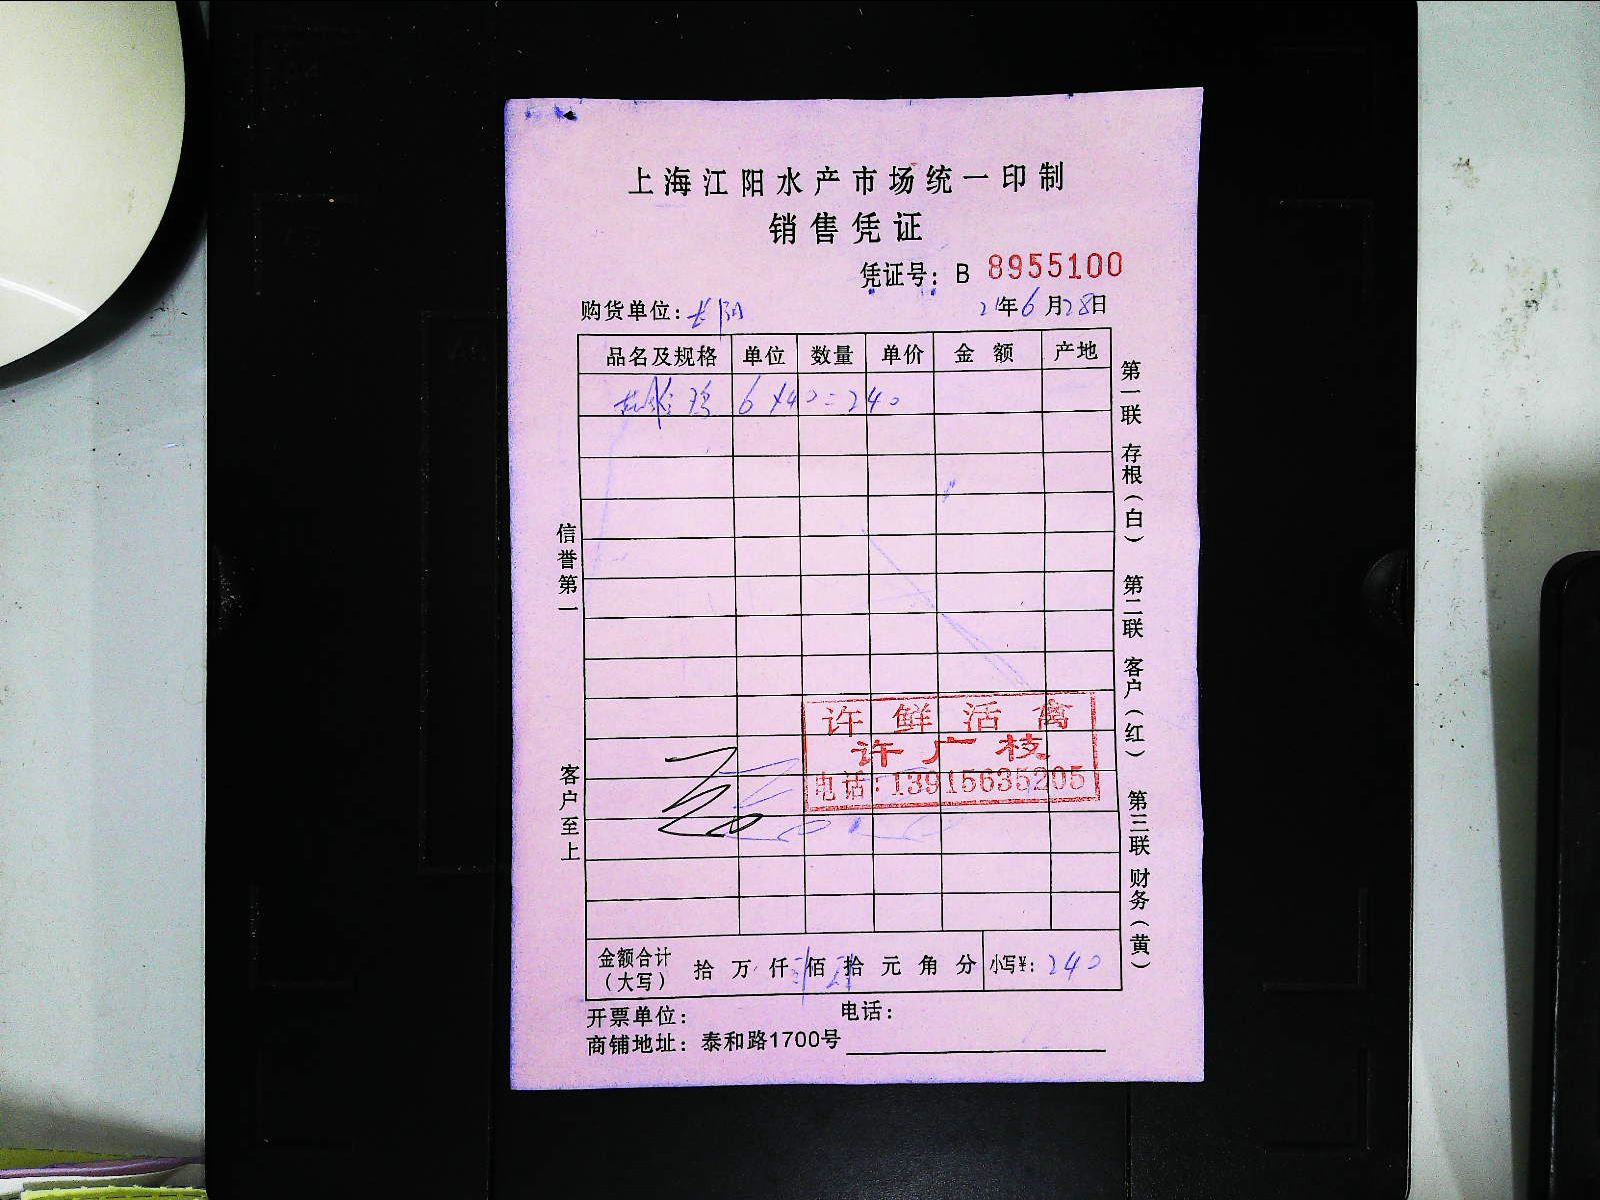 上海江阳水产市场统一印制
销售凭证
凭证号：B 8955100
购货单位：长阳 21年6月28日
品名及规格 单位 数量 单价 金额 产地
6×40=240
第一联 存根（白） 第二联 客户（红） 第三联 财务（黄）
信誉第一 客户至上
许鲜活禽
许广枝
电话：13915635205
金额合计（大写） 拾 万 仟 佰 拾 元 角 分 小写¥：240
开票单位： 电话：
商铺地址：泰和路1700号